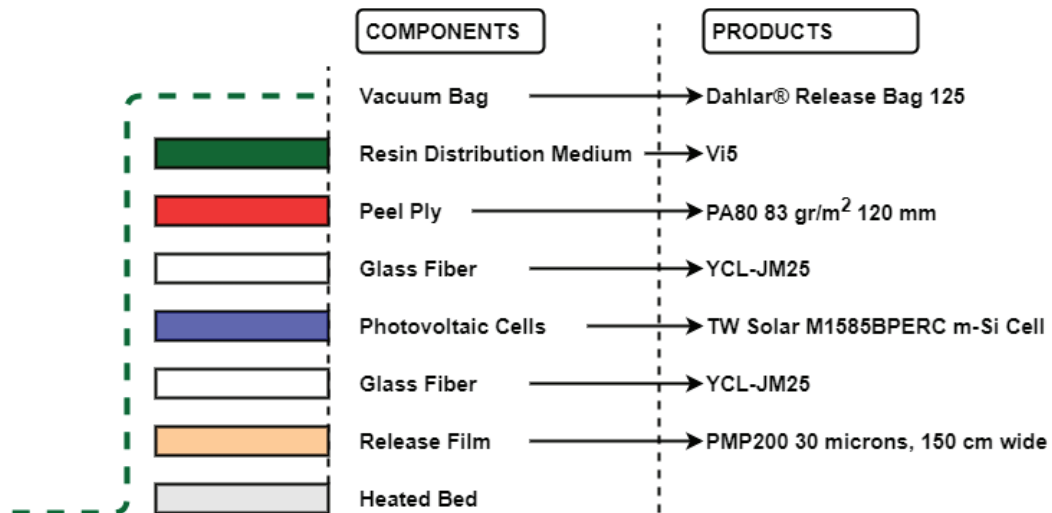 COMPONENTS PRODUCTS
Vacuum Bag Dahlar® Release Bag 125
Resin Distribution Medium Vi5
Peel Ply PA80 83 gr/m² 120 mm
Glass Fiber YCL-JM25
Photovoltaic Cells TW Solar M1585BPERC m-Si Cell
Glass Fiber YCL-JM25
Release Film PMP200 30 microns, 150 cm wide
Heated Bed